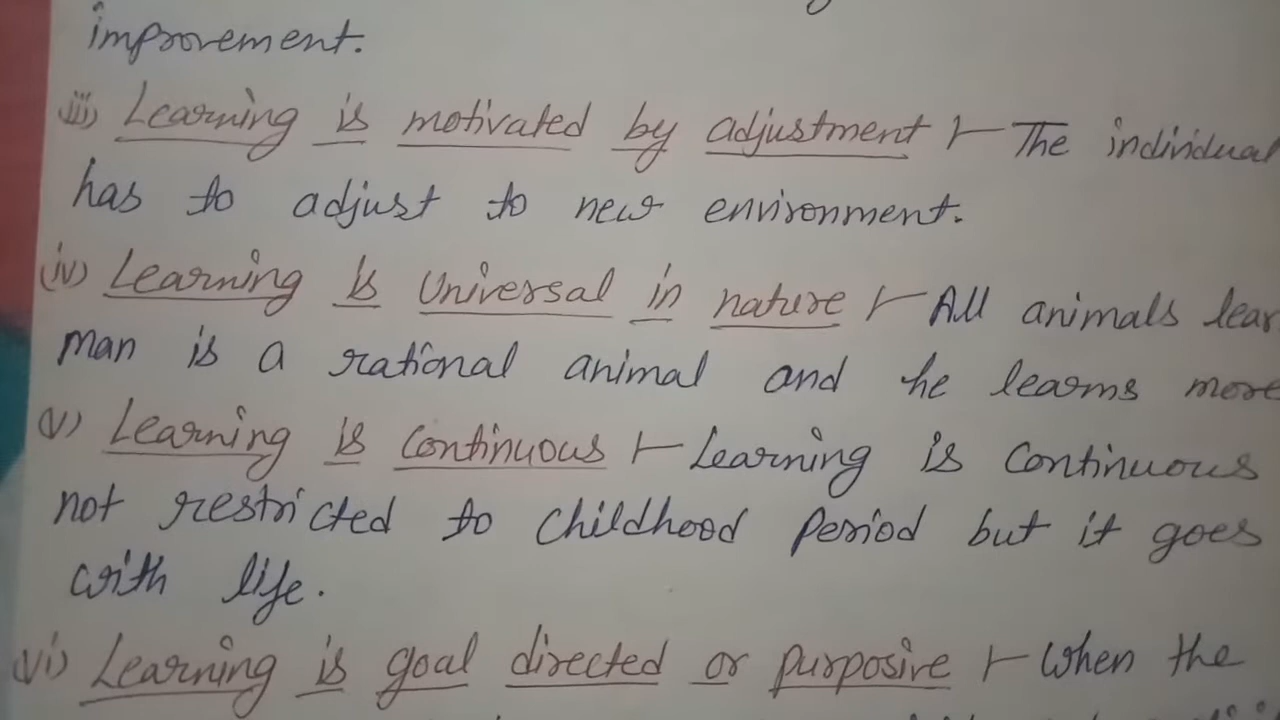 improvement.
iii) Learning is motivated by adjustment :- The individual
has to adjust to new environment.
(iv) Learning is Universal in nature :- All animals lear
man is a rational animal and he learns more
(v) Learning is continuous :- Learning is continuous
not restricted to childhood period but it goes
with life.
(vi) Learning is goal directed or purposive :- When the